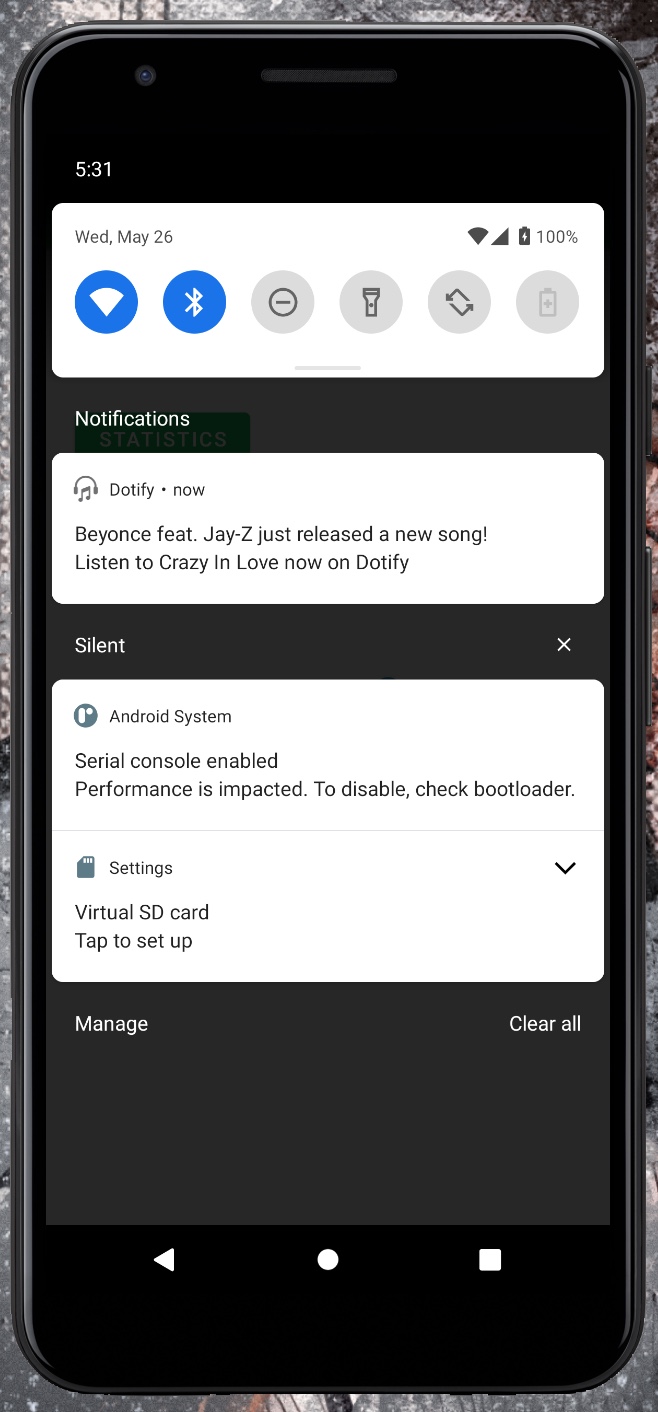 5:31
Wed, May 26 100%
Notifications
STATISTICS
Dotify • now
Beyonce feat. Jay-Z just released a new song!
Listen to Crazy In Love now on Dotify
Silent
Android System
Serial console enabled
Performance is impacted. To disable, check bootloader.
Settings
Virtual SD card
Tap to set up
Manage Clear all